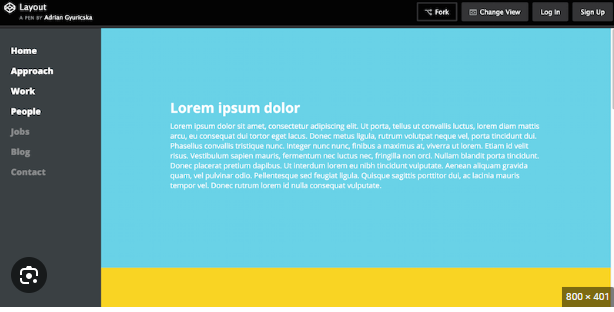 Layout
A PEN BY Adrian Gyuricska
Fork
Change View
Log In
Sign Up
Home
Approach
Work
People
Jobs
Blog
Contact
Lorem ipsum dolor
Lorem ipsum dolor sit amet, consectetur adipiscing elit. Ut porta, tellus ut convallis luctus, lorem diam mattis
arcu, eu consequat dui tortor eget lacus. Donec metus ligula, rutrum volutpat neque vel, porta tincidunt dui.
Phasellus convallis tristique nunc. Integer nunc nunc, finibus a maximus at, viverra ut lorem. Etiam id velit
risus. Vestibulum sapien mauris, fermentum nec luctus nec, fringilla non orci. Nullam blandit porta tincidunt.
Donec placerat pretium dapibus. Ut interdum lorem eu nibh tincidunt vulputate. Aenean aliquam gravida
quam, vel pulvinar odio. Pellentesque sed feugiat ligula. Quisque sagittis porttitor dui, ac lacinia mauris
tempor vel. Donec rutrum lorem id nulla consequat vulputate.
800 × 401